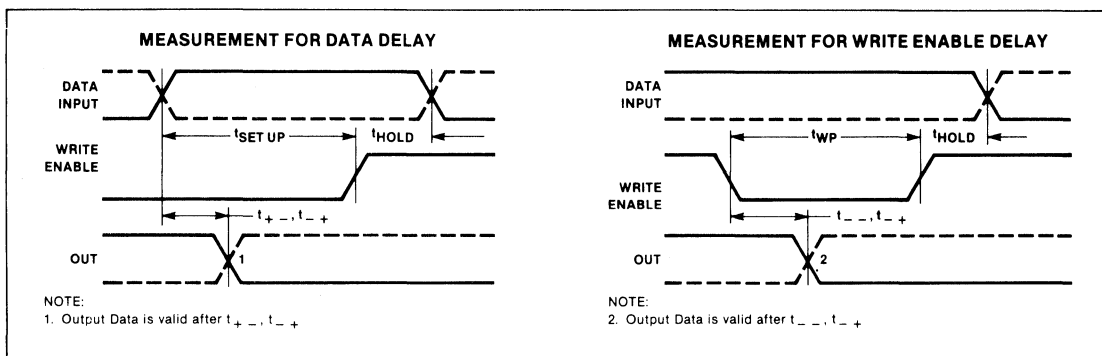 MEASUREMENT FOR DATA DELAY
DATA
INPUT
tSET UP
tHOLD
WRITE
ENABLE
t+ −, t− +
OUT
1
NOTE:
1. Output Data is valid after t+ −, t− +
MEASUREMENT FOR WRITE ENABLE DELAY
DATA
INPUT
tWP
tHOLD
WRITE
ENABLE
t− −, t− +
OUT
2
NOTE:
2. Output Data is valid after t− −, t− +